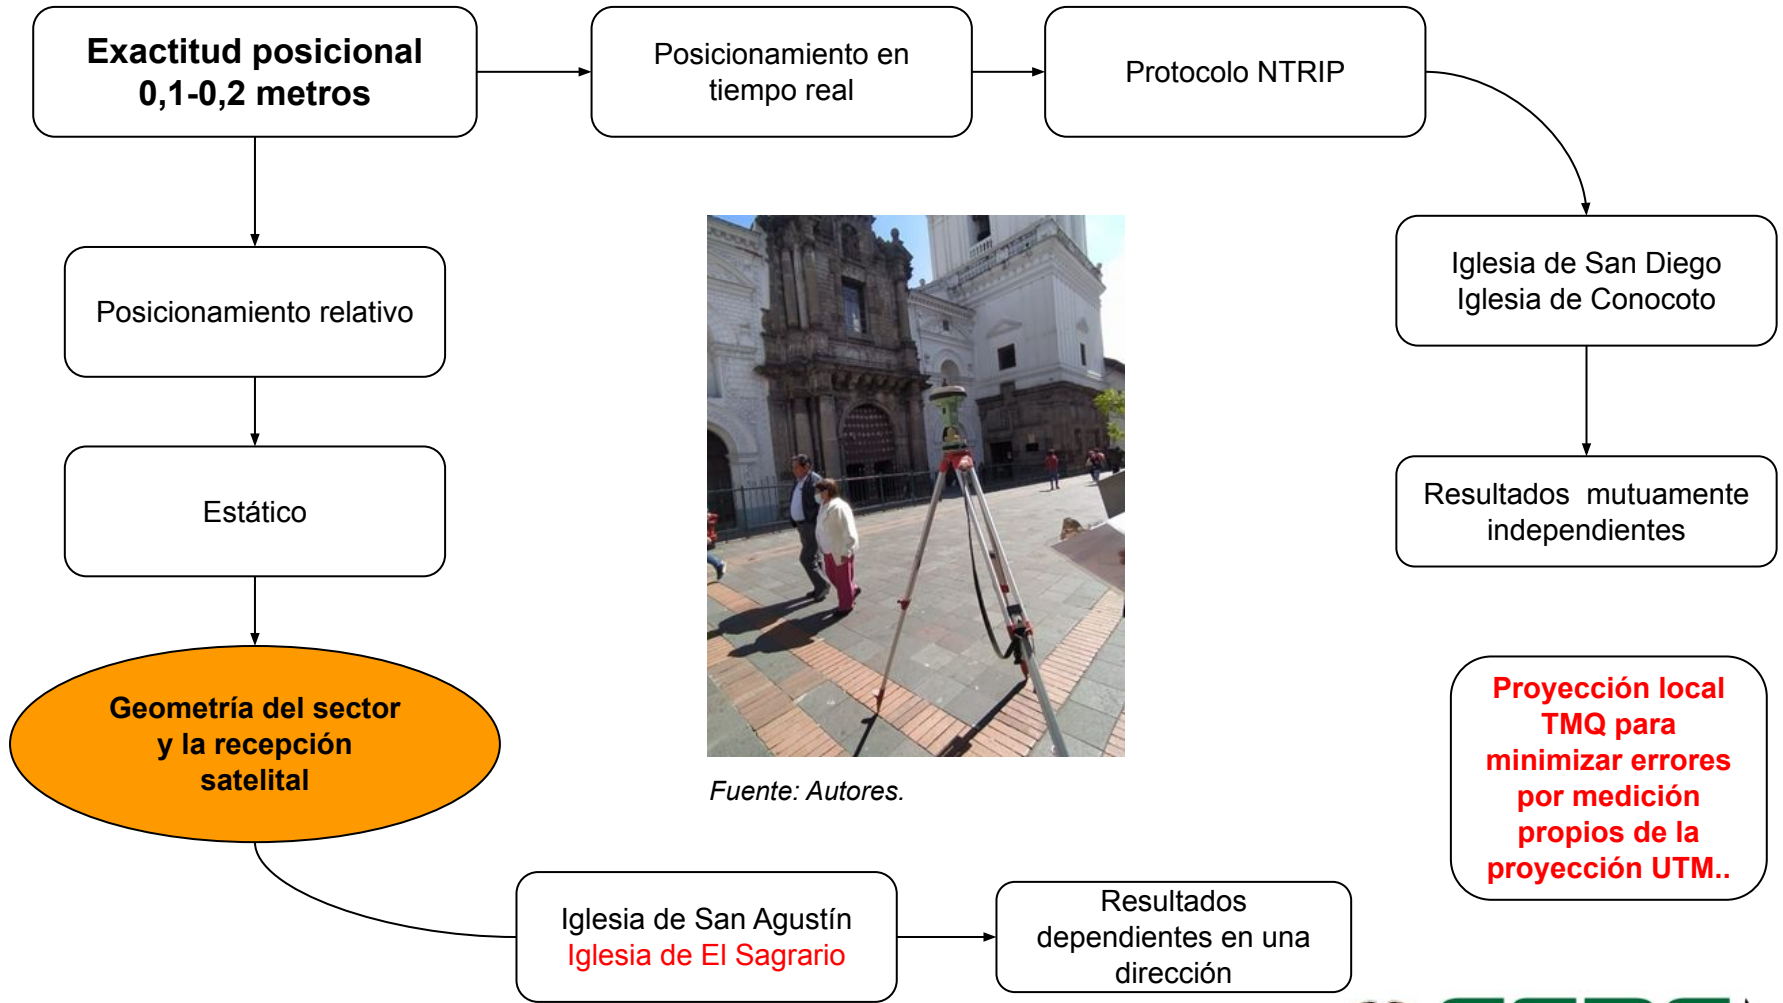 Exactitud posicional
0,1-0,2 metros
Posicionamiento en
tiempo real
Protocolo NTRIP
Iglesia de San Diego
Iglesia de Conocoto
Resultados mutuamente
independientes
Posicionamiento relativo
Estático
Geometría del sector
y la recepción
satelital
Fuente: Autores.
Iglesia de San Agustín
Iglesia de El Sagrario
Resultados
dependientes en una
dirección
Proyección local
TMQ para
minimizar errores
por medición
propios de la
proyección UTM..